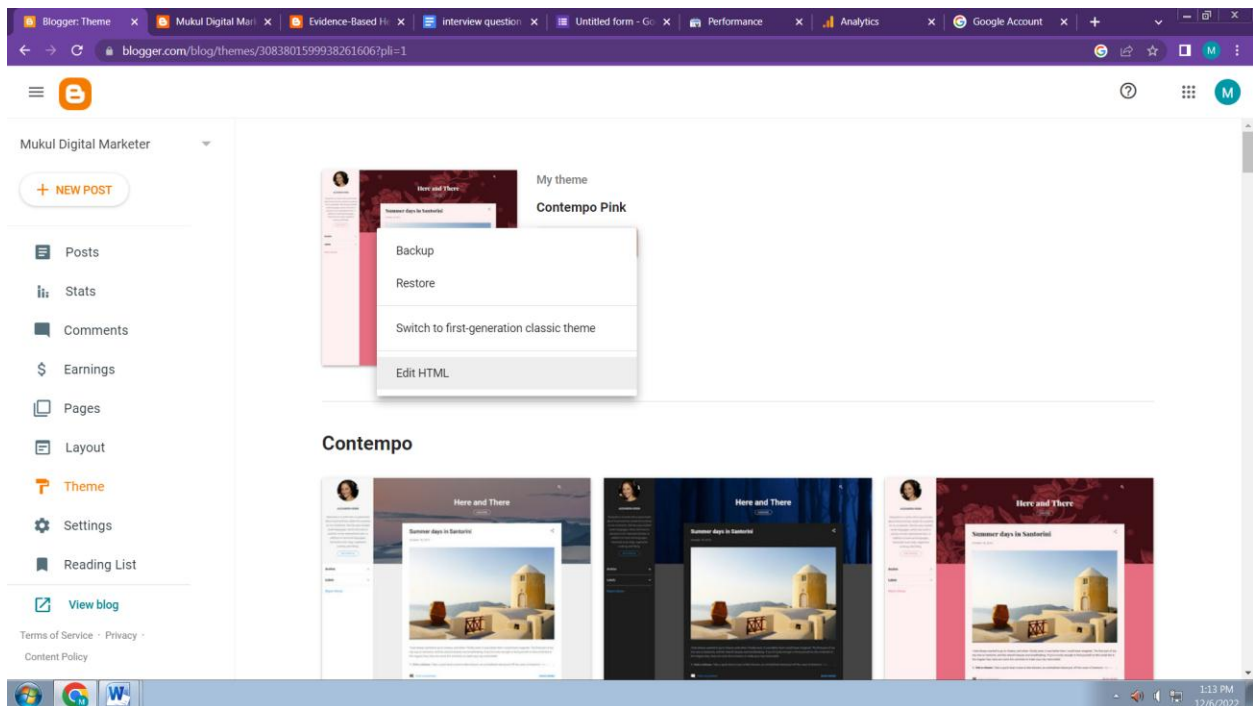 Blogger: Theme
Mukul Digital Mar
Evidence-Based H
interview question
Untitled form - Go
Performance
Analytics
Google Account
blogger.com/blog/themes/3083801599938261606?pli=1
M
M
Mukul Digital Marketer
+ NEW POST
Posts
Stats
Comments
Earnings
Pages
Layout
Theme
Settings
Reading List
View blog
Terms of Service · Privacy ·
Content Policy
My theme
Contempo Pink
Here and There
Summer days in Santorini
Backup
Restore
Switch to first-generation classic theme
Edit HTML
Contempo
Here and There
Summer days in Santorini
Here and There
Summer days in Santorini
Here and There
Summer days in Santorini
1:13 PM
12/6/2022